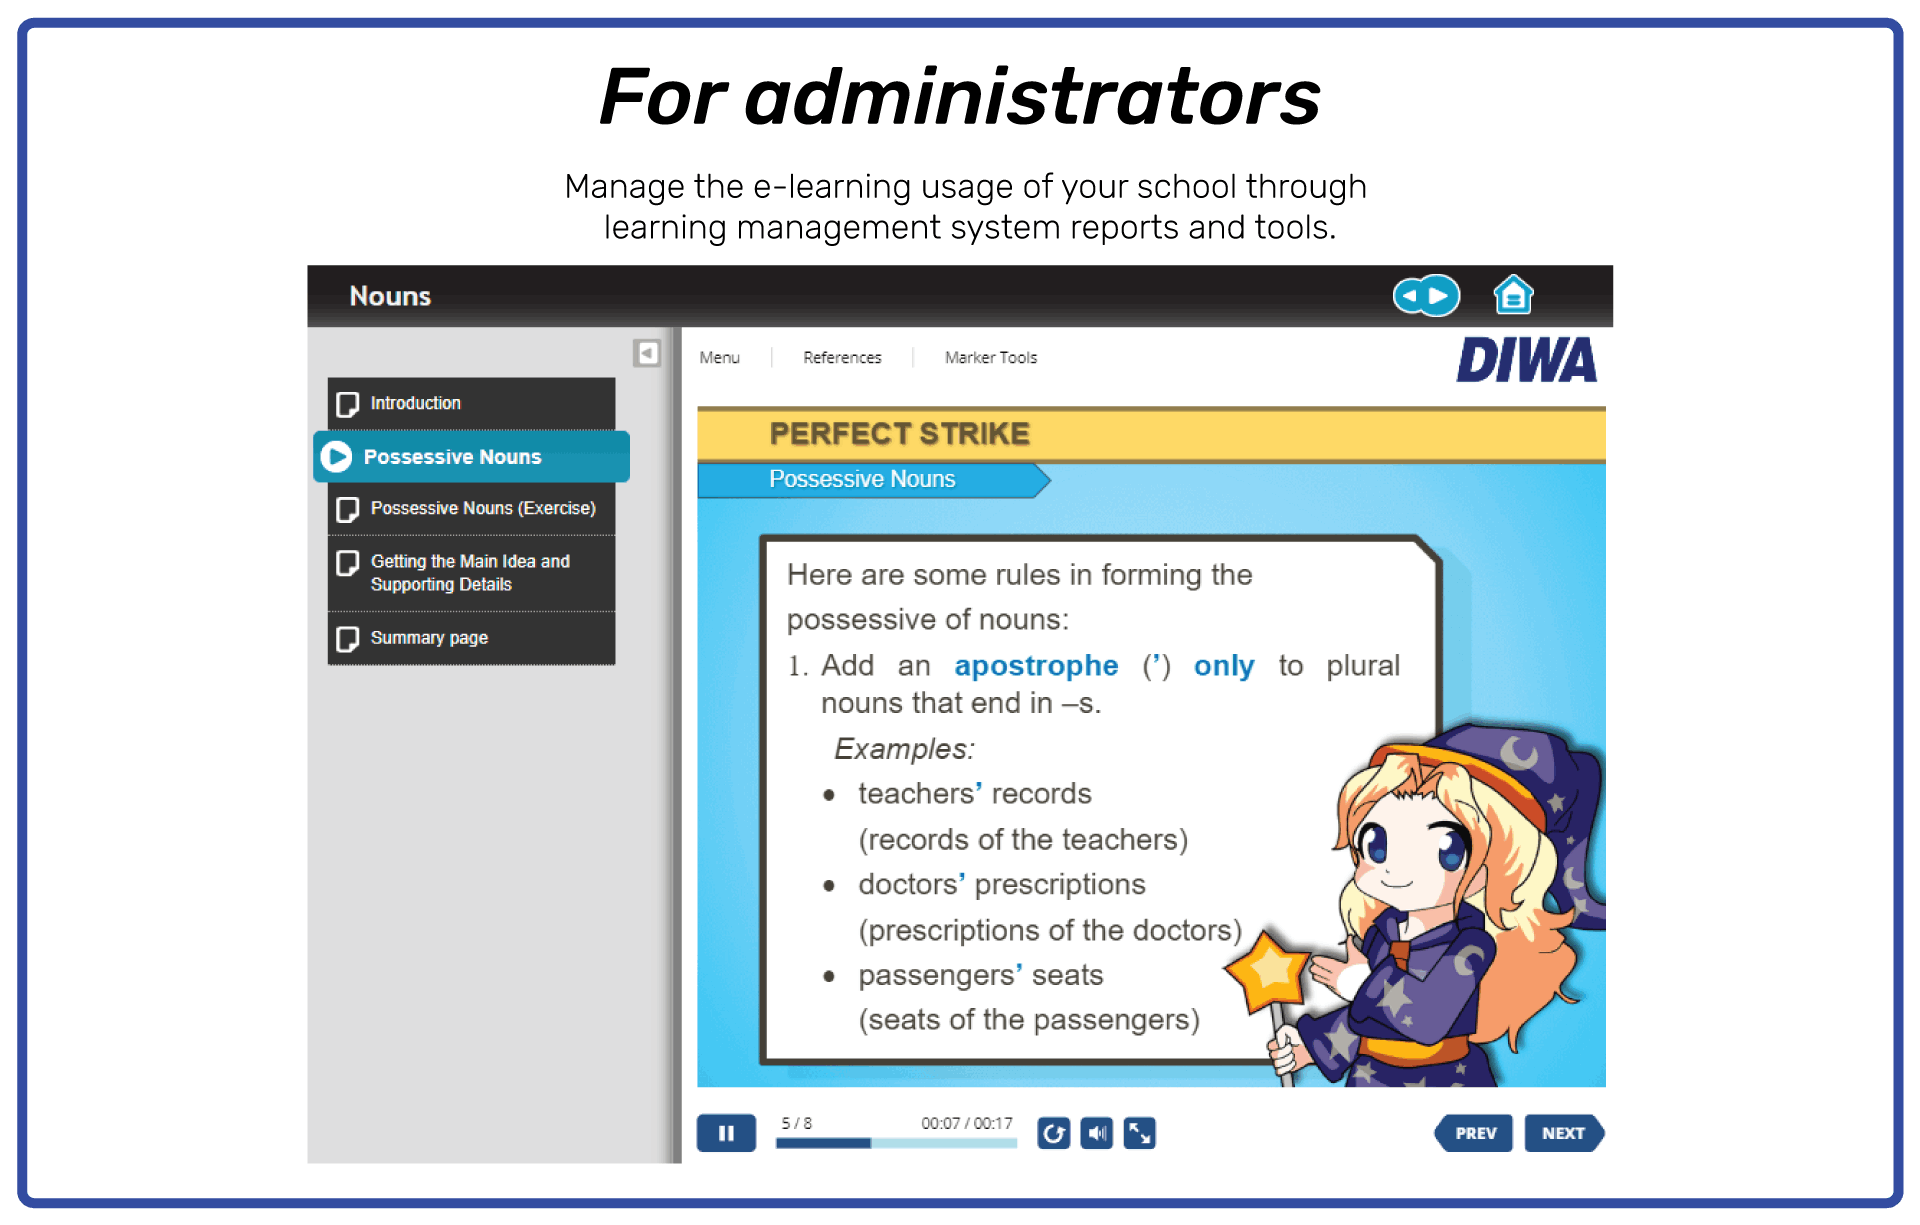 For administrators
Manage the e-learning usage of your school through
learning management system reports and tools.
Nouns
Introduction
Possessive Nouns
Possessive Nouns (Exercise)
Getting the Main Idea and
Supporting Details
Summary page
Menu
References
Marker Tools
DIWA
PERFECT STRIKE
Possessive Nouns
Here are some rules in forming the
possessive of nouns:
1. Add an apostrophe (’) only to plural
nouns that end in –s.
Examples:
• teachers’ records
(records of the teachers)
• doctors’ prescriptions
(prescriptions of the doctors)
• passengers’ seats
(seats of the passengers)
5 / 8
00:07 / 00:17
PREV
NEXT